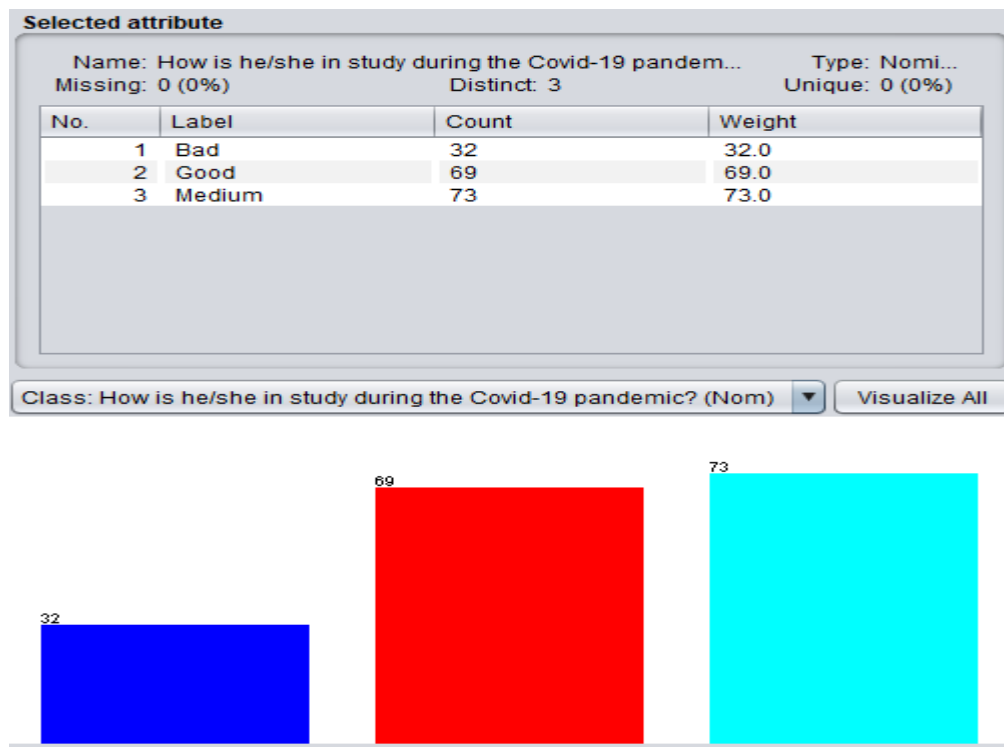 Selected attribute
Name: How is he/she in study during the Covid-19 pandem... Type: Nomi...
Missing: 0 (0%) Distinct: 3 Unique: 0 (0%)
No. Label Count Weight
1 Bad 32 32.0
2 Good 69 69.0
3 Medium 73 73.0
Class: How is he/she in study during the Covid-19 pandemic? (Nom) Visualize All
73
69
32